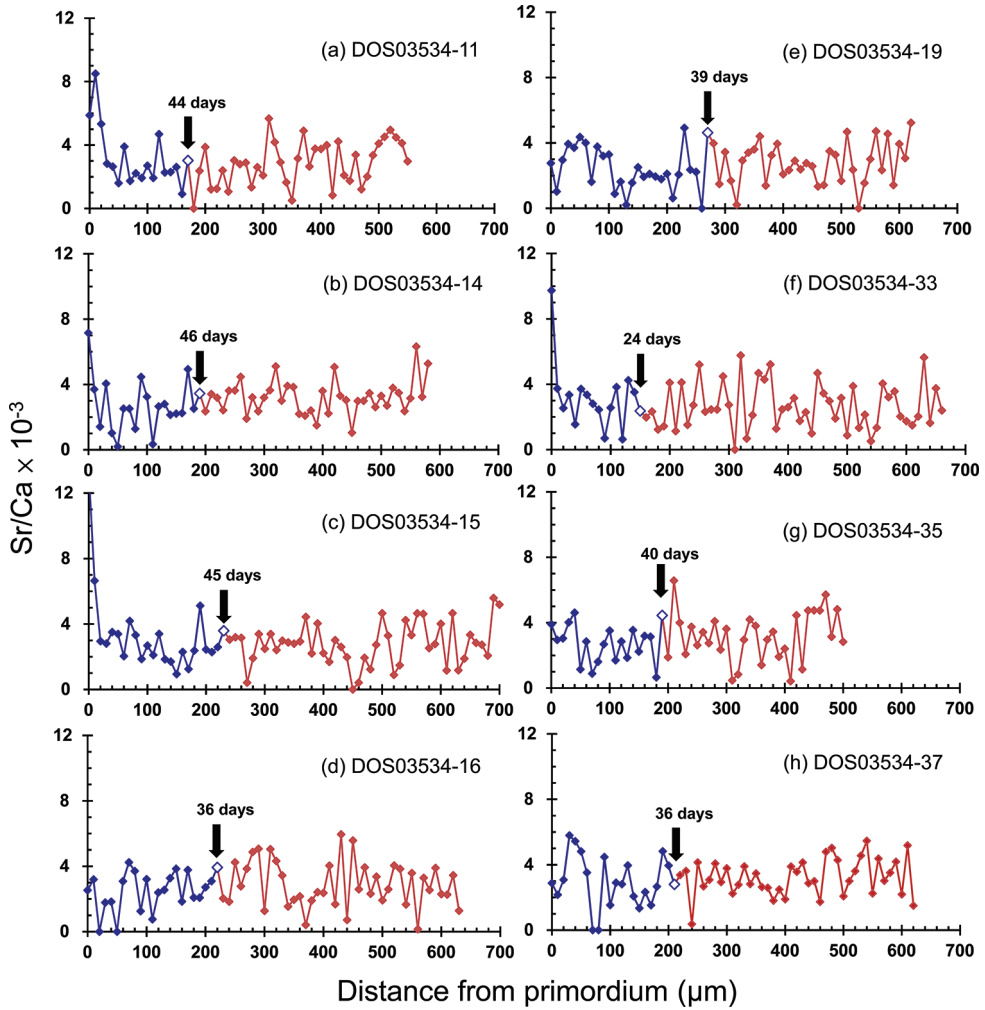 Sr/Ca x 10-3
12
8
4
0
(a) DOS03534-11
44 days
0 100 200 300 400 500 600 700
12
8
4
0
(e) DOS03534-19
39 days
0 100 200 300 400 500 600 700
12
8
4
0
(b) DOS03534-14
46 days
0 100 200 300 400 500 600 700
12
8
4
0
(f) DOS03534-33
24 days
0 100 200 300 400 500 600 700
12
8
4
0
(c) DOS03534-15
45 days
0 100 200 300 400 500 600 700
12
8
4
0
(g) DOS03534-35
40 days
0 100 200 300 400 500 600 700
12
8
4
0
(d) DOS03534-16
36 days
0 100 200 300 400 500 600 700
12
8
4
0
(h) DOS03534-37
36 days
0 100 200 300 400 500 600 700
Distance from primordium (µm)